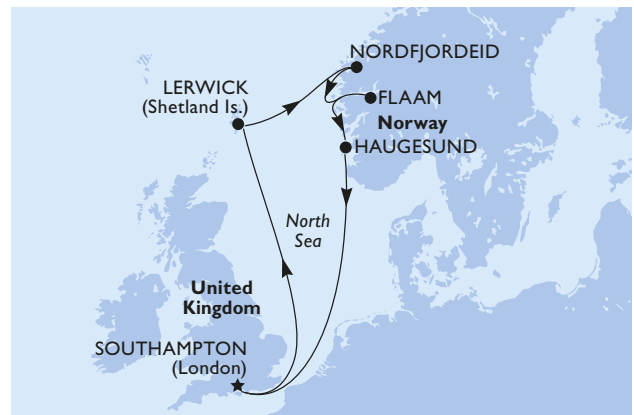 NORDFJORDEID
LERWICK
(Shetland Is.)
FLAAM
Norway
HAUGESUND
North
Sea
United
Kingdom
SOUTHAMPTON
(London)